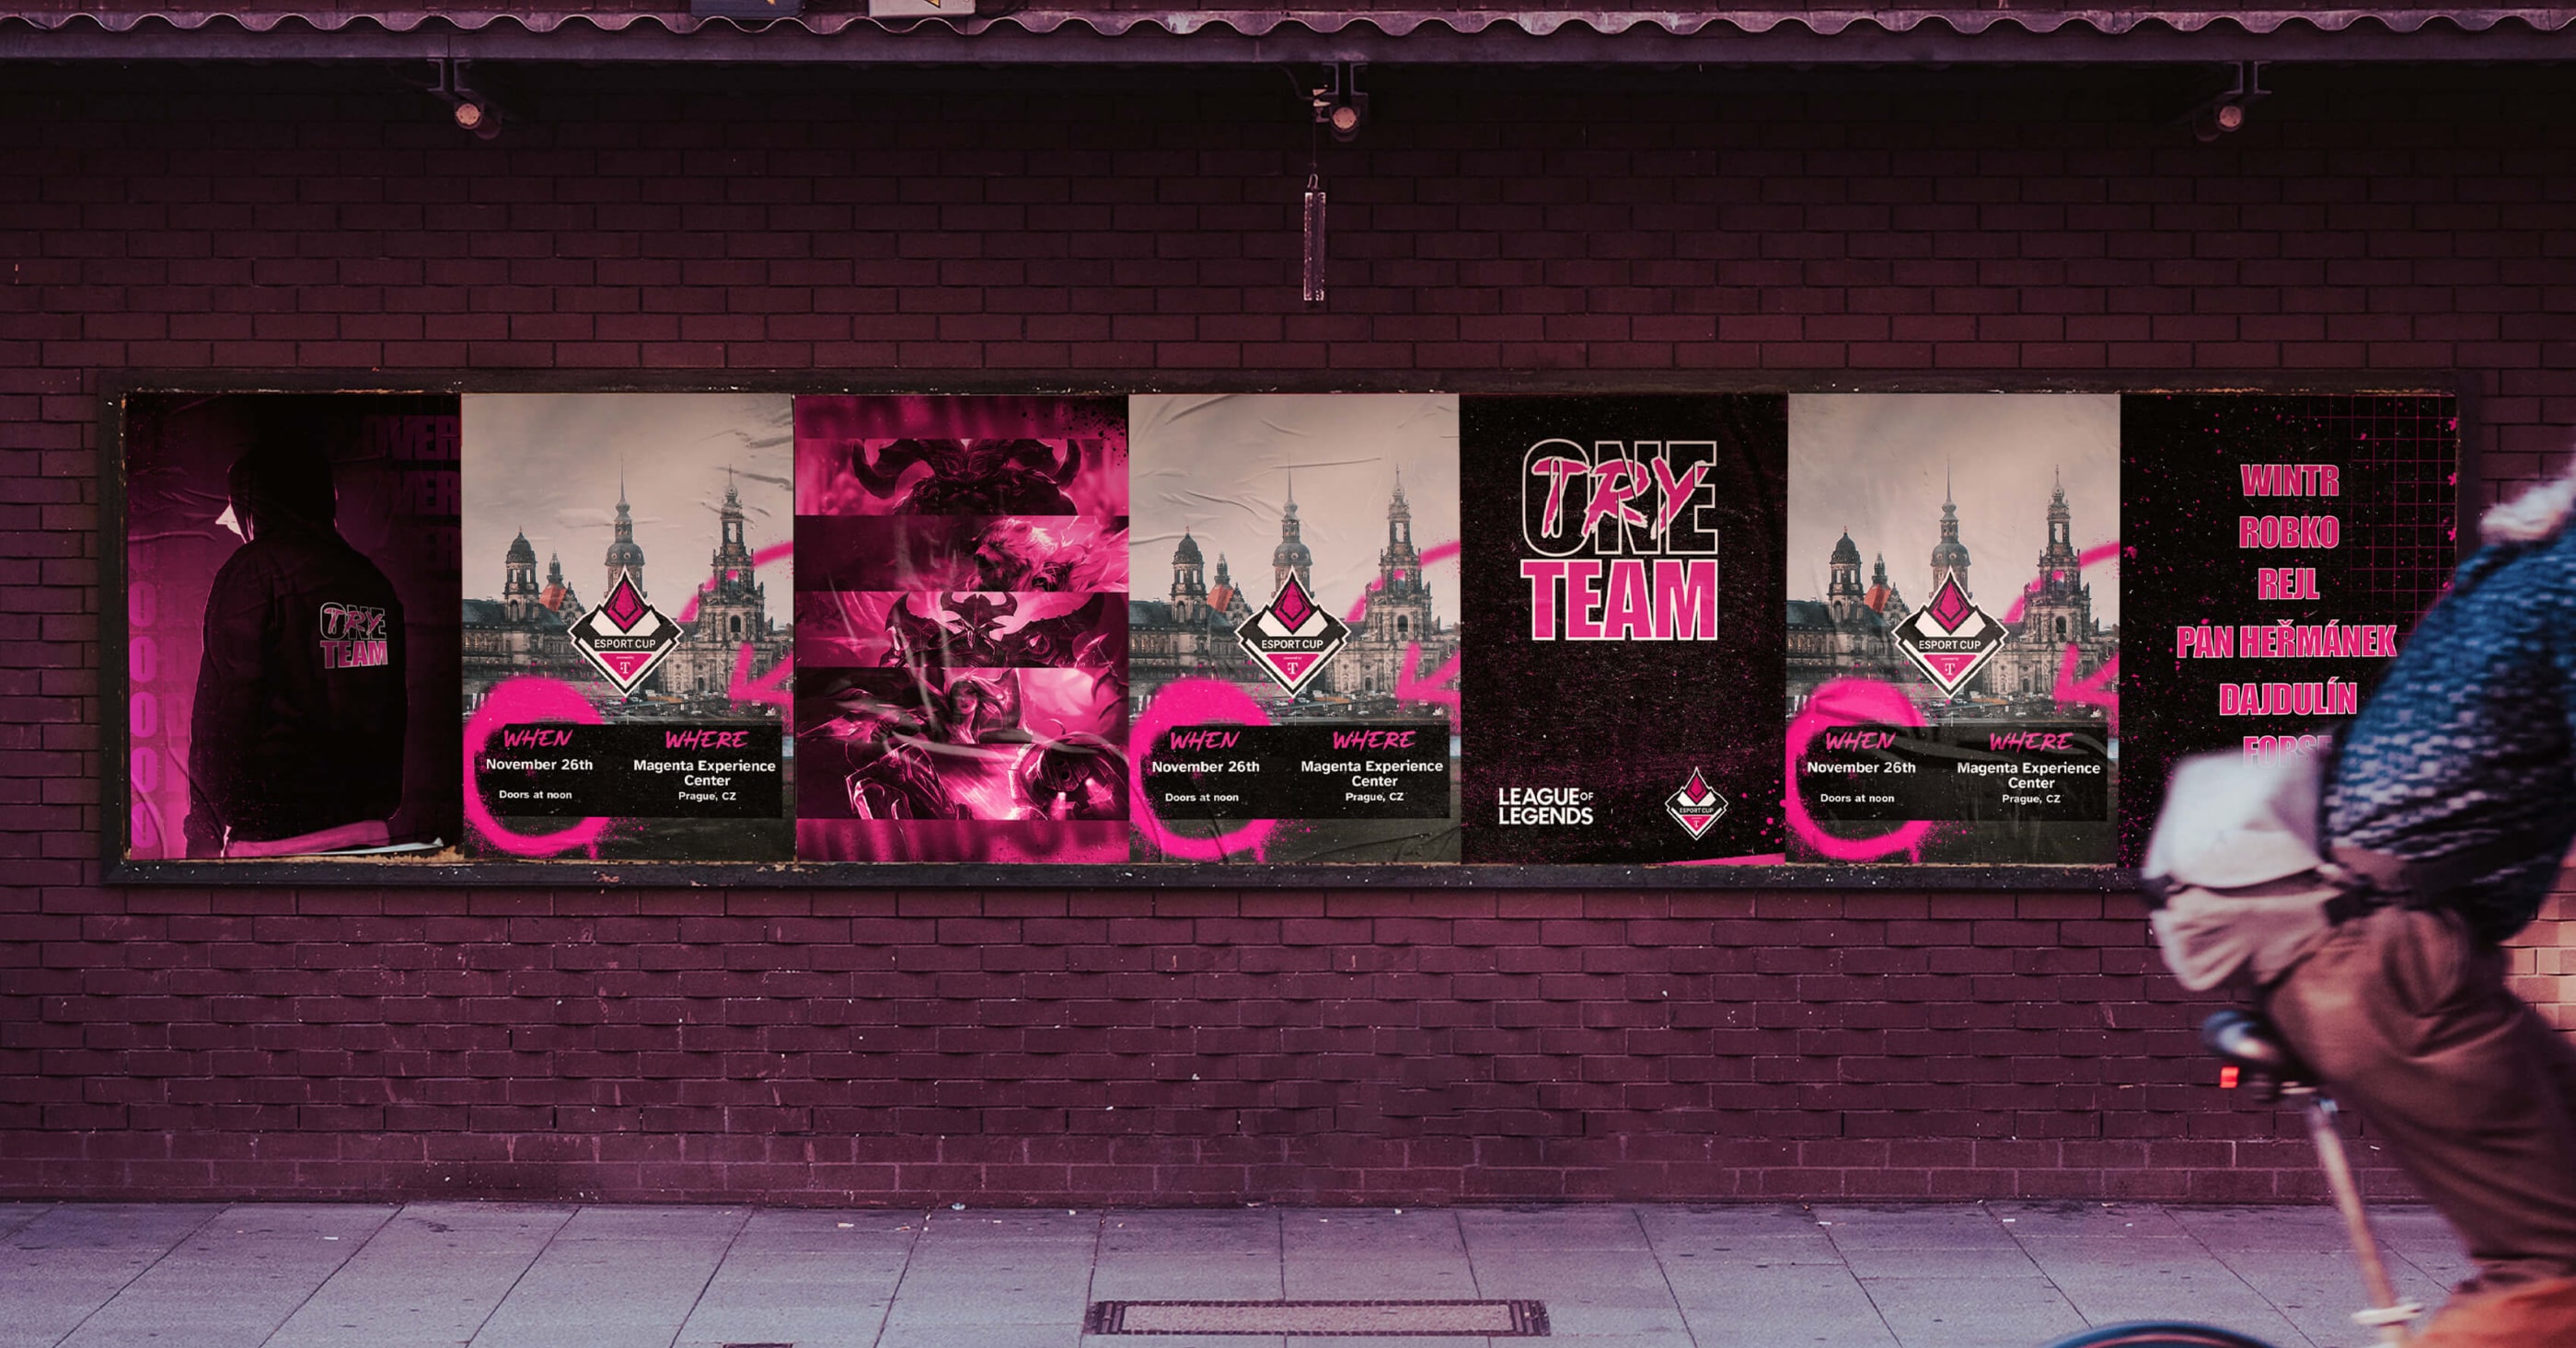 ONE
TRY
TEAM
ESPORT CUP
T
WHEN
November 26th
Doors at noon
WHERE
Magenta Experience
Center
Prague, CZ
ESPORT CUP
T
WHEN
November 26th
Doors at noon
WHERE
Magenta Experience
Center
Prague, CZ
ONE
TRY
TEAM
LEAGUE OF
LEGENDS
ESPORT CUP
T
ESPORT CUP
T
WHEN
November 26th
Doors at noon
WHERE
Magenta Experience
Center
Prague, CZ
WINTR
ROBKO
REJL
PÁN HEŘMÁNEK
DAJDULÍN